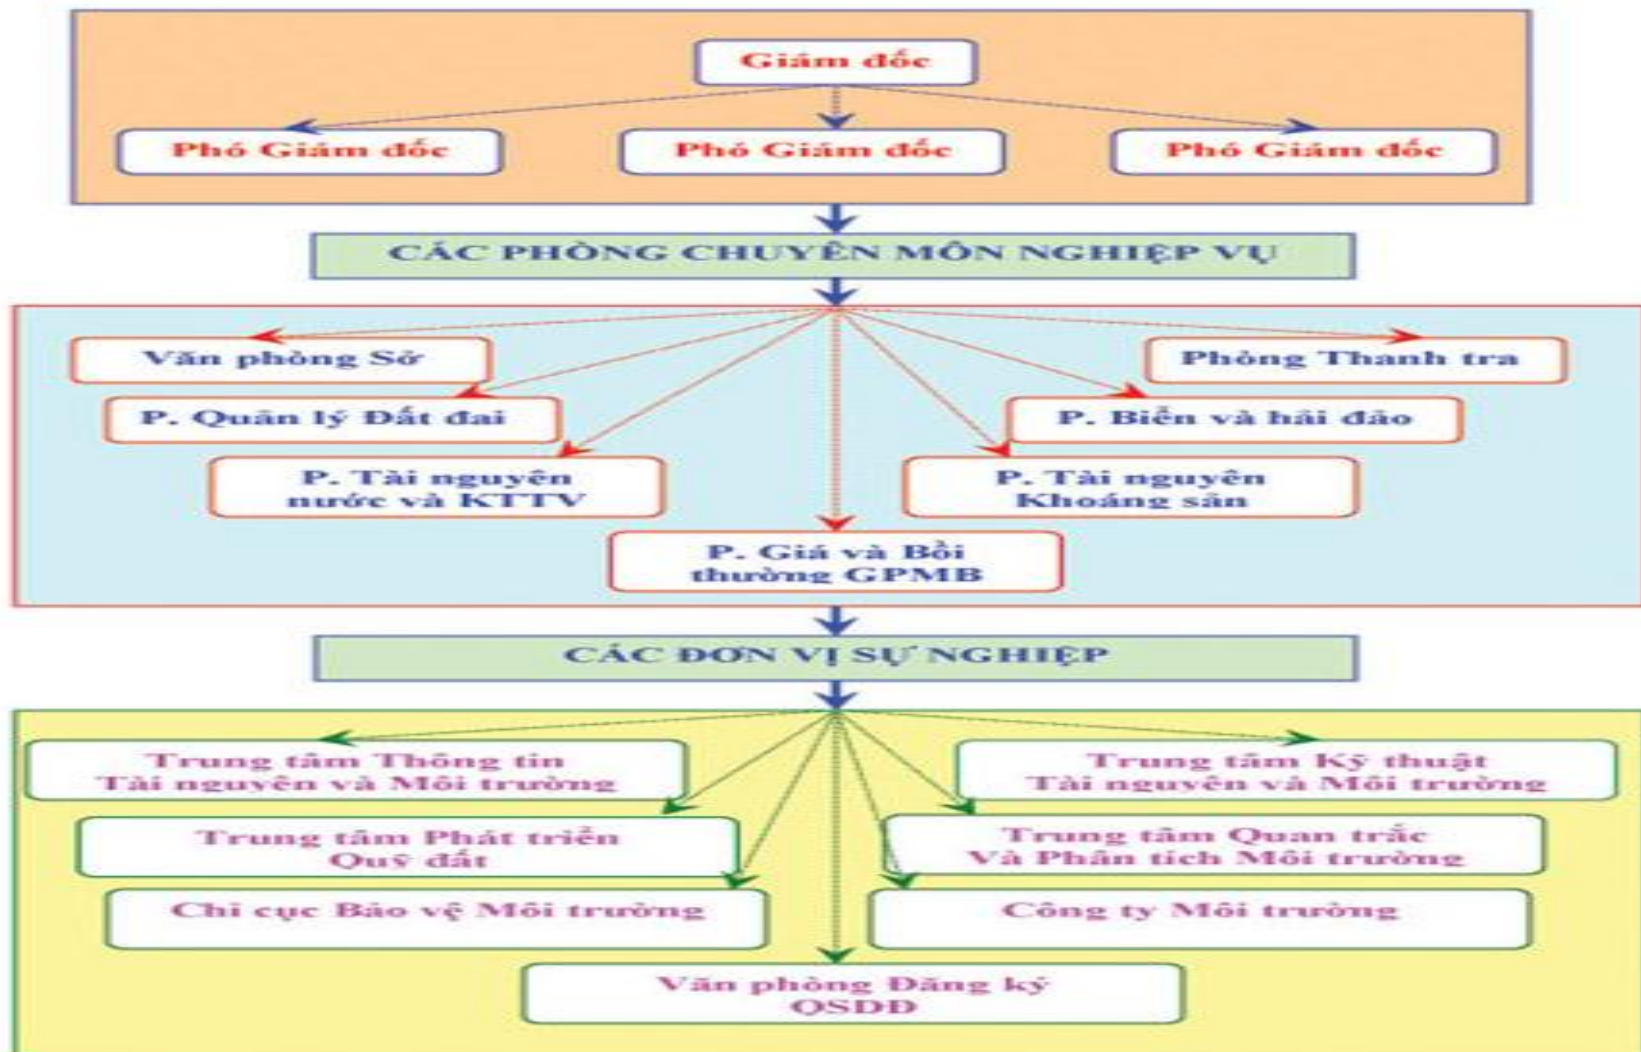 Giám đốc
Phó Giám đốc
Phó Giám đốc
Phó Giám đốc
CÁC PHÒNG CHUYÊN MÔN NGHIỆP VỤ
Văn phòng Sở
Phòng Thanh tra
P. Quản lý Đất đai
P. Biển và hải đảo
P. Tài nguyên
nước và KTTV
P. Tài nguyên
Khoáng sản
P. Giá và Bồi
thường GPMB
CÁC ĐƠN VỊ SỰ NGHIỆP
Trung tâm Thông tin
Tài nguyên và Môi trường
Trung tâm Kỹ thuật
Tài nguyên và Môi trường
Trung tâm Phát triển
Quỹ đất
Trung tâm Quan trắc
Và Phân tích Môi trường
Chi cục Bảo vệ Môi trường
Công ty Môi trường
Văn phòng Đăng ký
QSDĐ